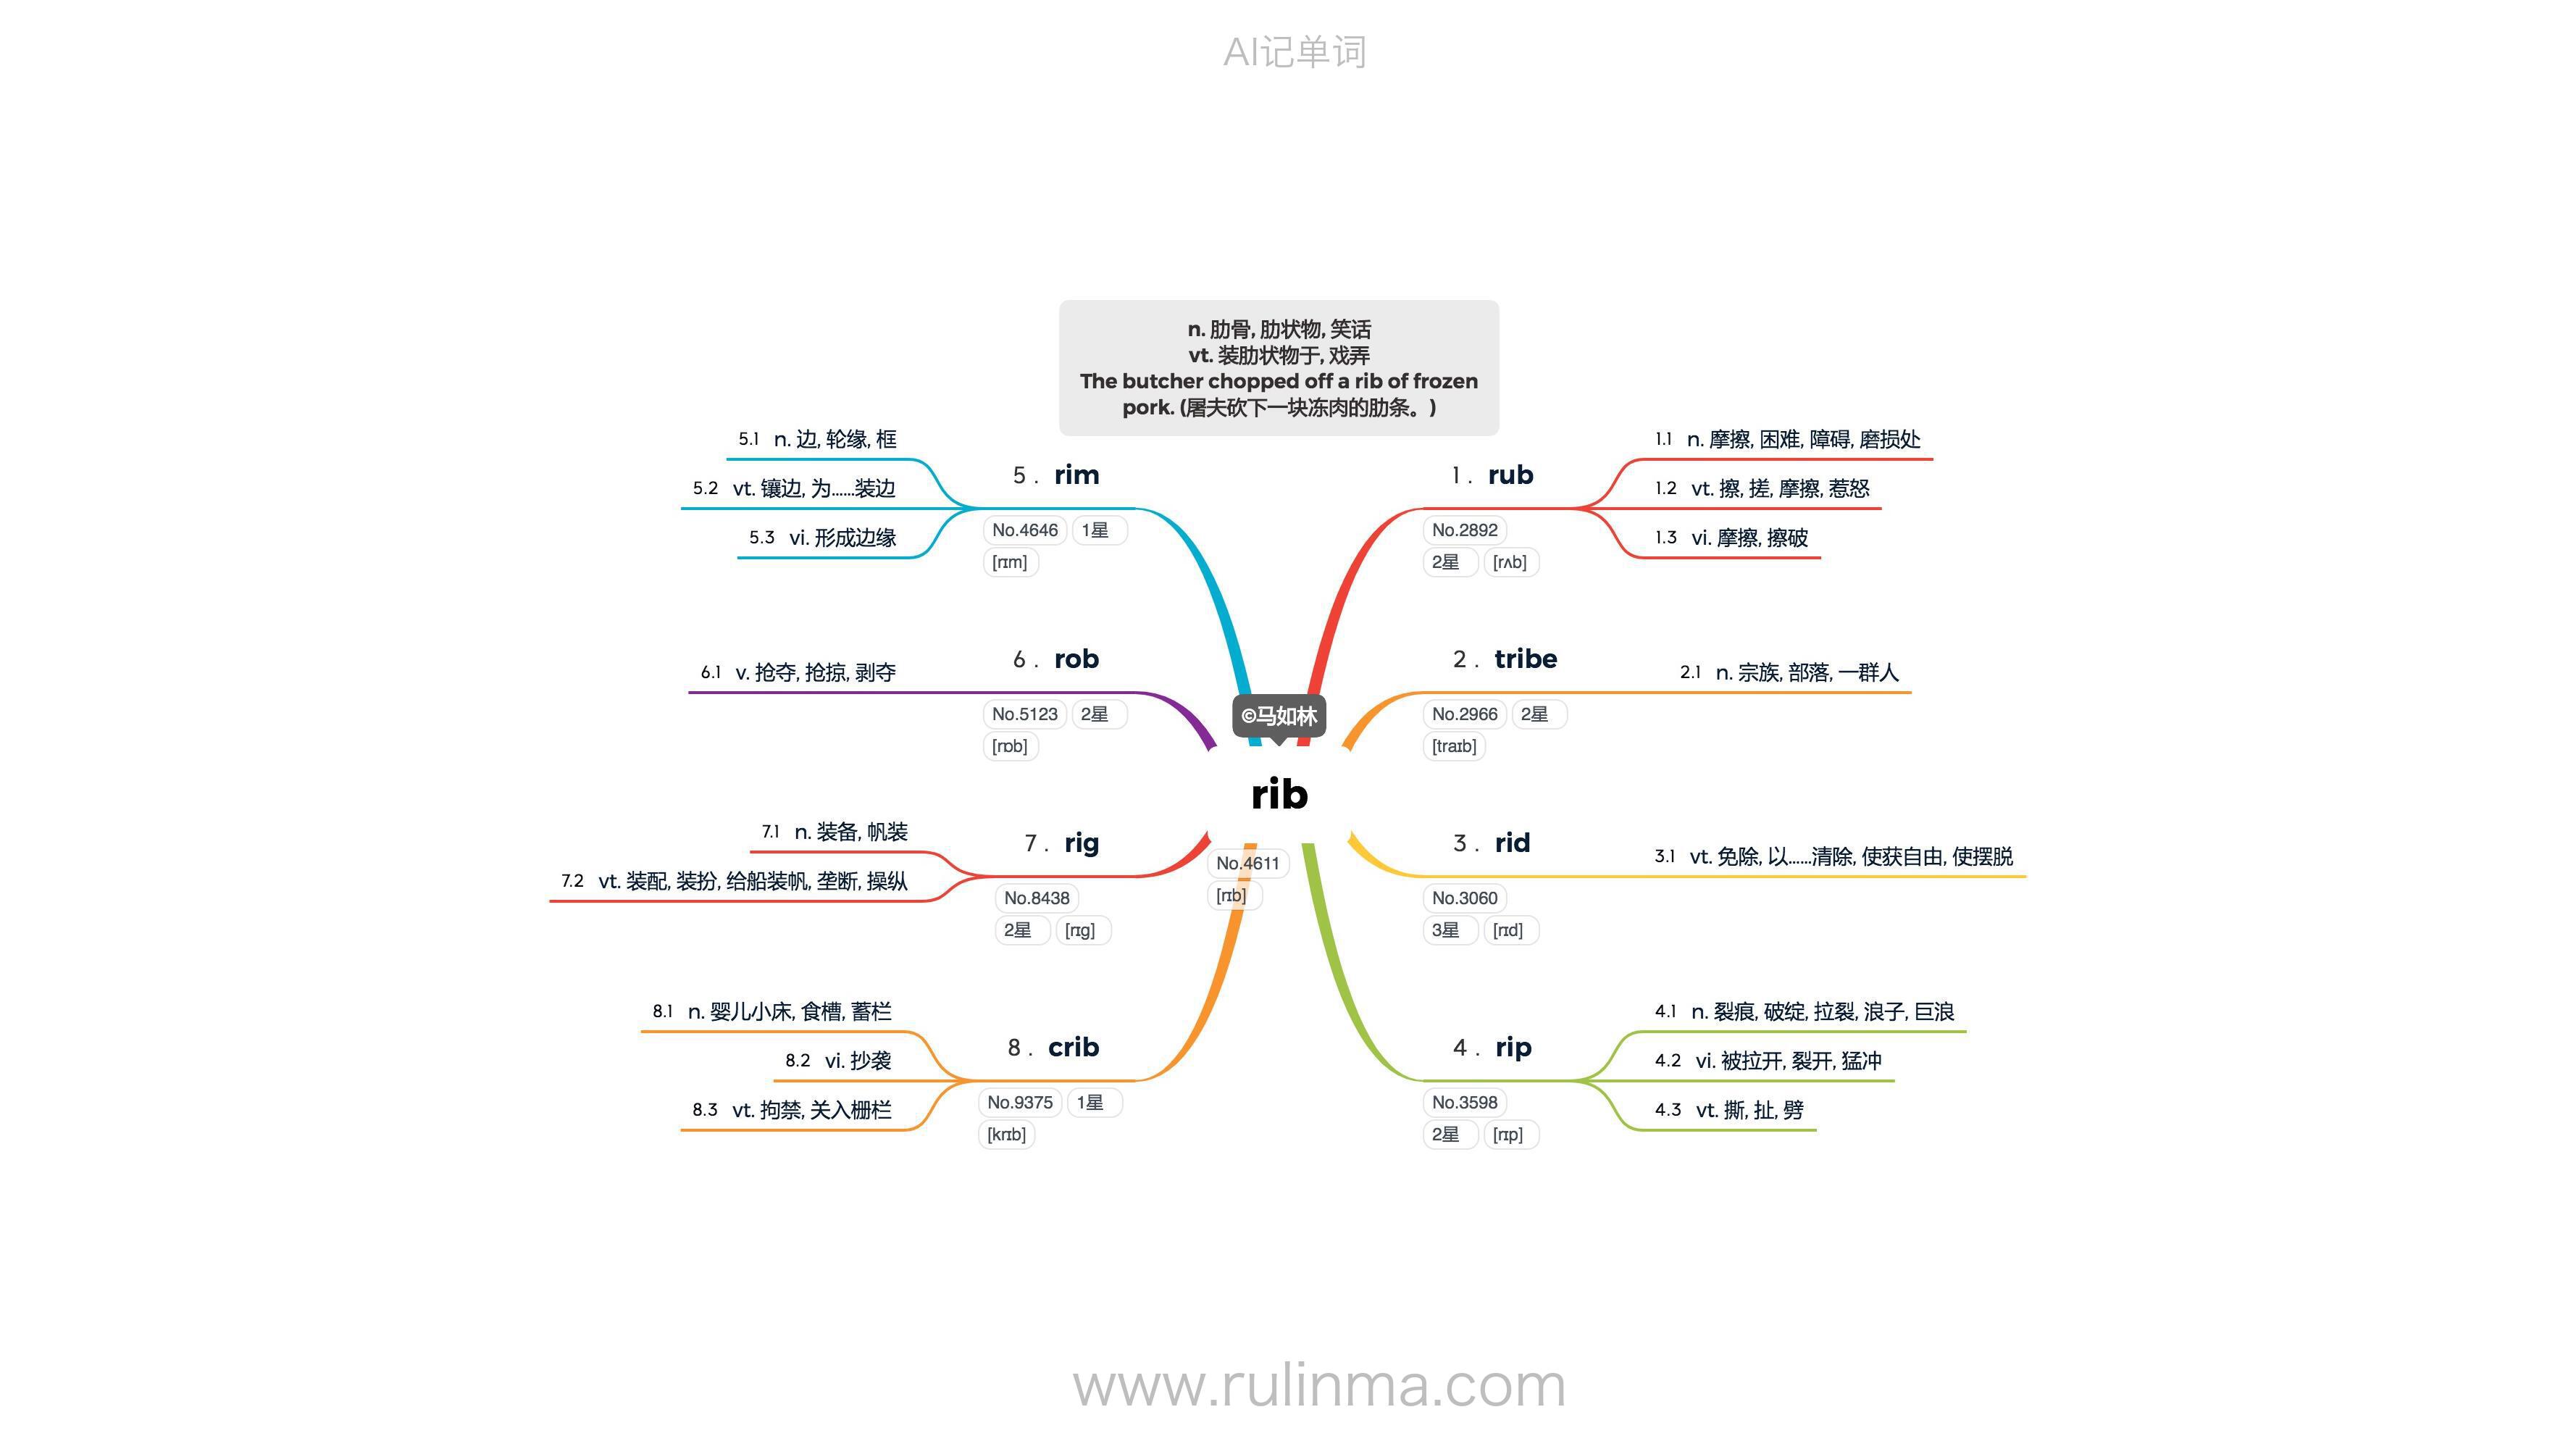 AI记单词
n. 肋骨, 肋状物, 笑话
vt. 装肋状物于, 戏弄
The butcher chopped off a rib of frozen
pork. (屠夫砍下一块冻肉的肋条。)
©马如林
rib
No.4611
[rɪb]
1 . rub
No.2892
2星 [rʌb]
1.1 n. 摩擦, 困难, 障碍, 磨损处
1.2 vt. 擦, 搓, 摩擦, 惹怒
1.3 vi. 摩擦, 擦破
2 . tribe
No.2966 2星
[traɪb]
2.1 n. 宗族, 部落, 一群人
3 . rid
No.3060
3星 [rɪd]
3.1 vt. 免除, 以……清除, 使获自由, 使摆脱
4 . rip
No.3598
2星 [rɪp]
4.1 n. 裂痕, 破绽, 拉裂, 浪子, 巨浪
4.2 vi. 被拉开, 裂开, 猛冲
4.3 vt. 撕, 扯, 劈
5 . rim
No.4646 1星
[rɪm]
5.1 n. 边, 轮缘, 框
5.2 vt. 镶边, 为……装边
5.3 vi. 形成边缘
6 . rob
No.5123 2星
[rɒb]
6.1 v. 抢夺, 抢掠, 剥夺
7 . rig
No.8438
2星 [rɪg]
7.1 n. 装备, 帆装
7.2 vt. 装配, 装扮, 给船装帆, 垄断, 操纵
8 . crib
No.9375 1星
[krɪb]
8.1 n. 婴儿小床, 食槽, 蓄栏
8.2 vi. 抄袭
8.3 vt. 拘禁, 关入栅栏
www.rulinma.com